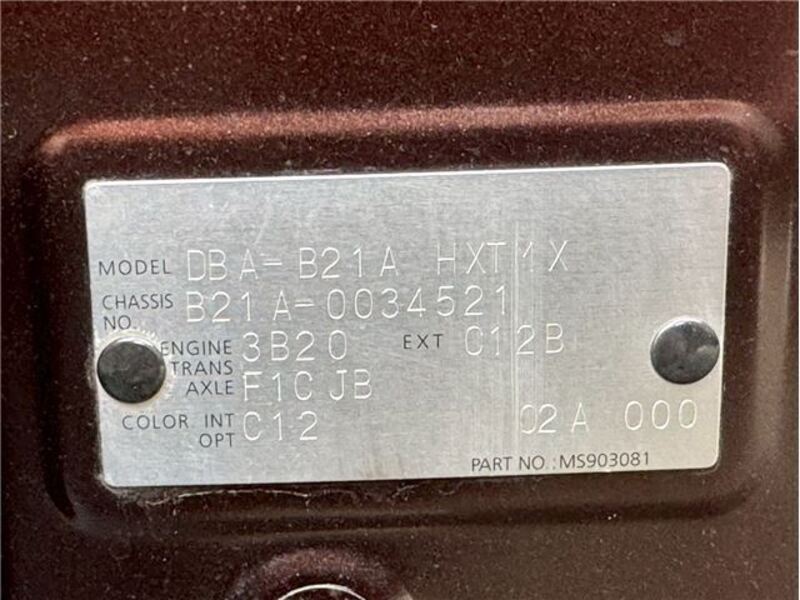 MODEL DBA-B21A HXTMX
CHASSIS NO. B21A-0034521
ENGINE 3B20 EXT C12B
TRANS AXLE F1CJB
COLOR INT C12 02A 000
OPT
PART NO.:MS903081